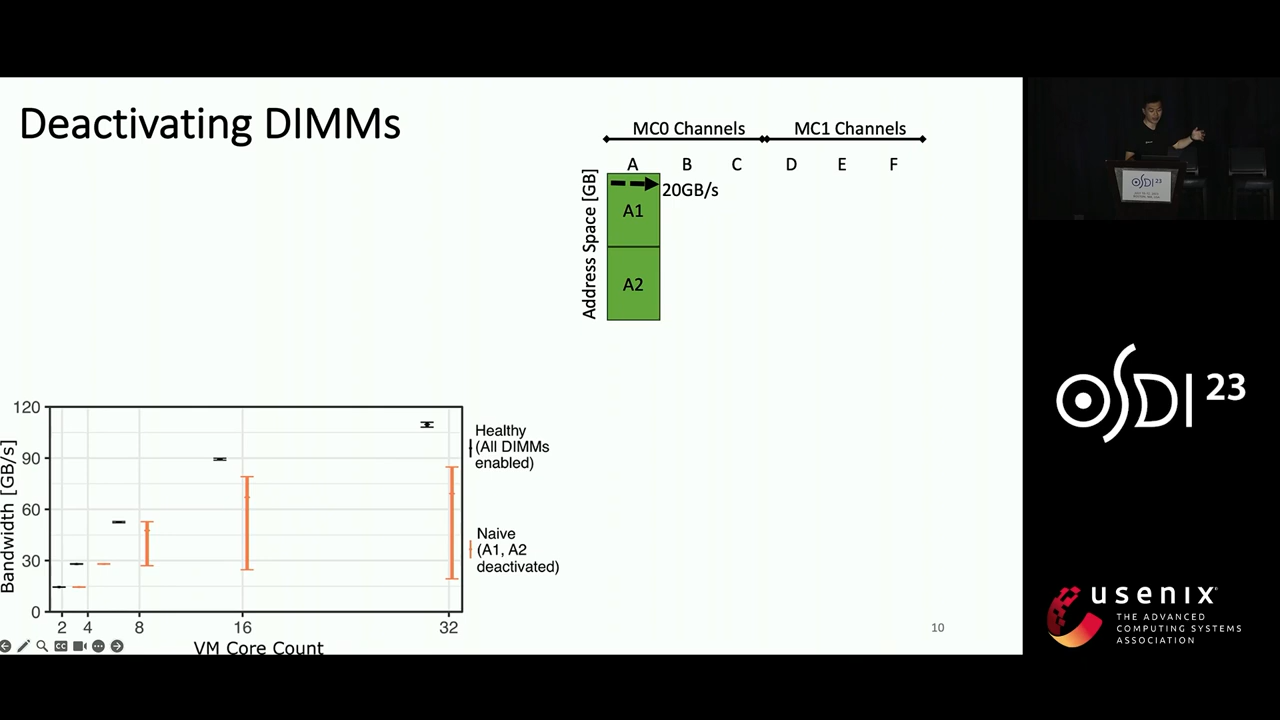 Deactivating DIMMs
MC0 Channels
MC1 Channels
A
B
C
D
E
F
Address Space [GB]
20GB/s
A1
A2
120
90
60
30
0
Bandwidth [GB/s]
2
4
8
16
32
VM Core Count
Healthy
(All DIMMs
enabled)
Naive
(A1, A2
deactivated)
10
OSDI 23
OSDI 23
usenix
THE ADVANCED
COMPUTING SYSTEMS
ASSOCIATION